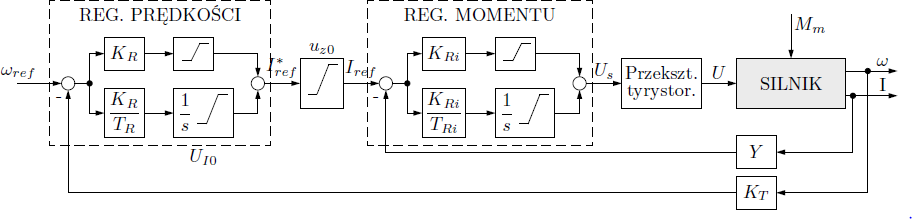 REG. PRĘDKOŚCI
REG. MOMENTU
M_m
ω_ref
-
K_R
K_R
T_R
1
s
U_I0
I*_ref
u_z0
I_ref
-
K_Ri
K_Ri
T_Ri
1
s
U_s
Przekszt.
tyrystor.
U
SILNIK
ω
I
Y
K_T